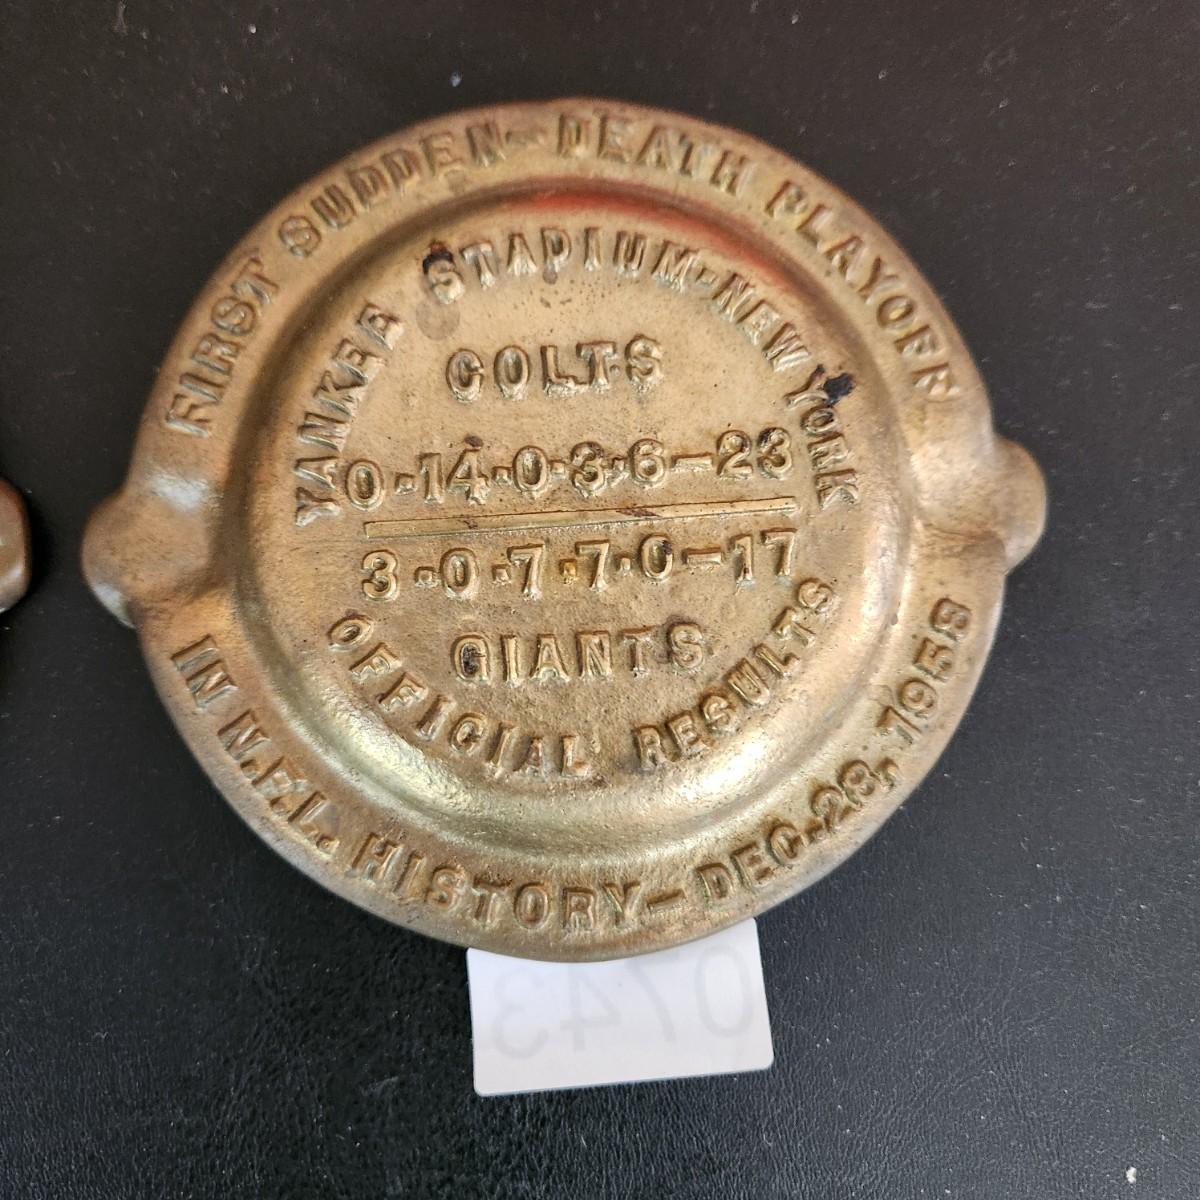 FIRST SUDDEN-DEATH PLAYOFF
YANKEE STADIUM-NEW YORK
COLTS
0·14·0·3·6-23
3·0·7·7·0-17
GIANTS
OFFICIAL RESULTS
IN N.F.L. HISTORY-DEC.28,1958
0743